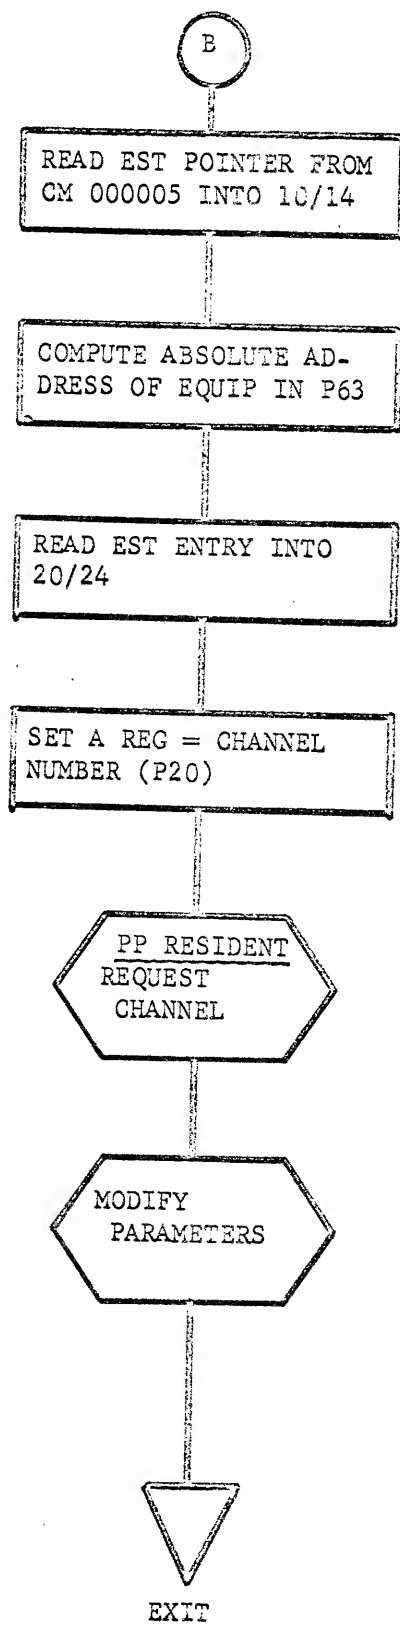 B
READ EST POINTER FROM
CM 000005 INTO 10/14
COMPUTE ABSOLUTE AD-
DRESS OF EQUIP IN P63
READ EST ENTRY INTO
20/24
SET A REG = CHANNEL
NUMBER (P20)
PP RESIDENT
REQUEST
CHANNEL
MODIFY
PARAMETERS
EXIT